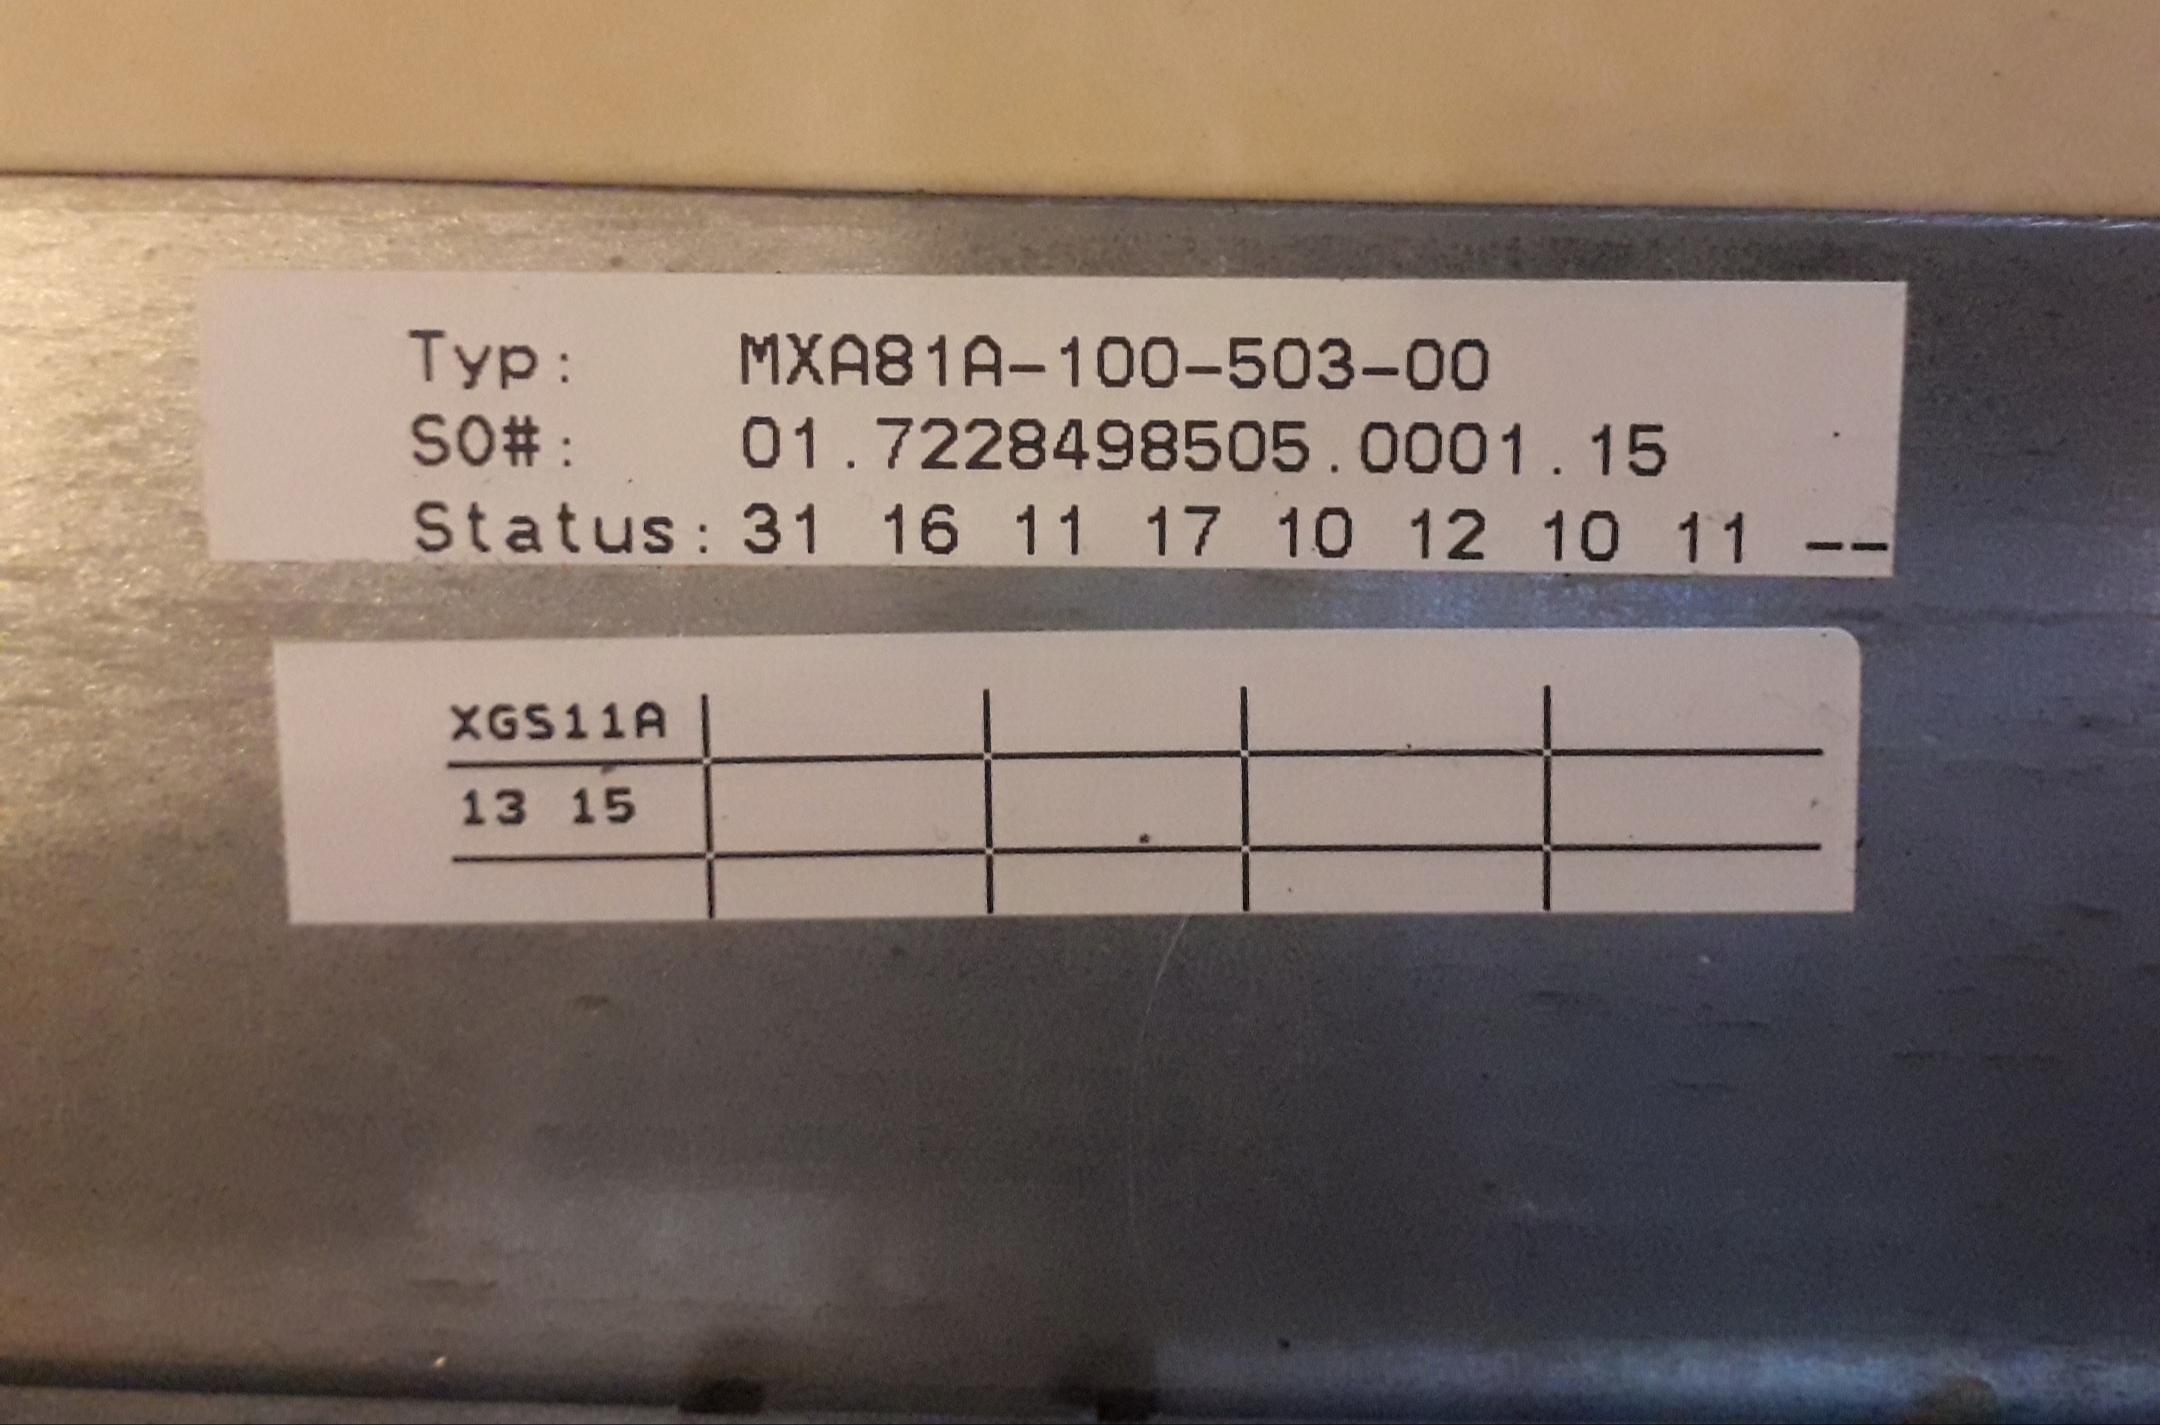 Typ: MXA81A-100-503-00
SO#: 01.7228498505.0001.15
Status: 31 16 11 17 10 12 10 11 --
XGS11A
13 15